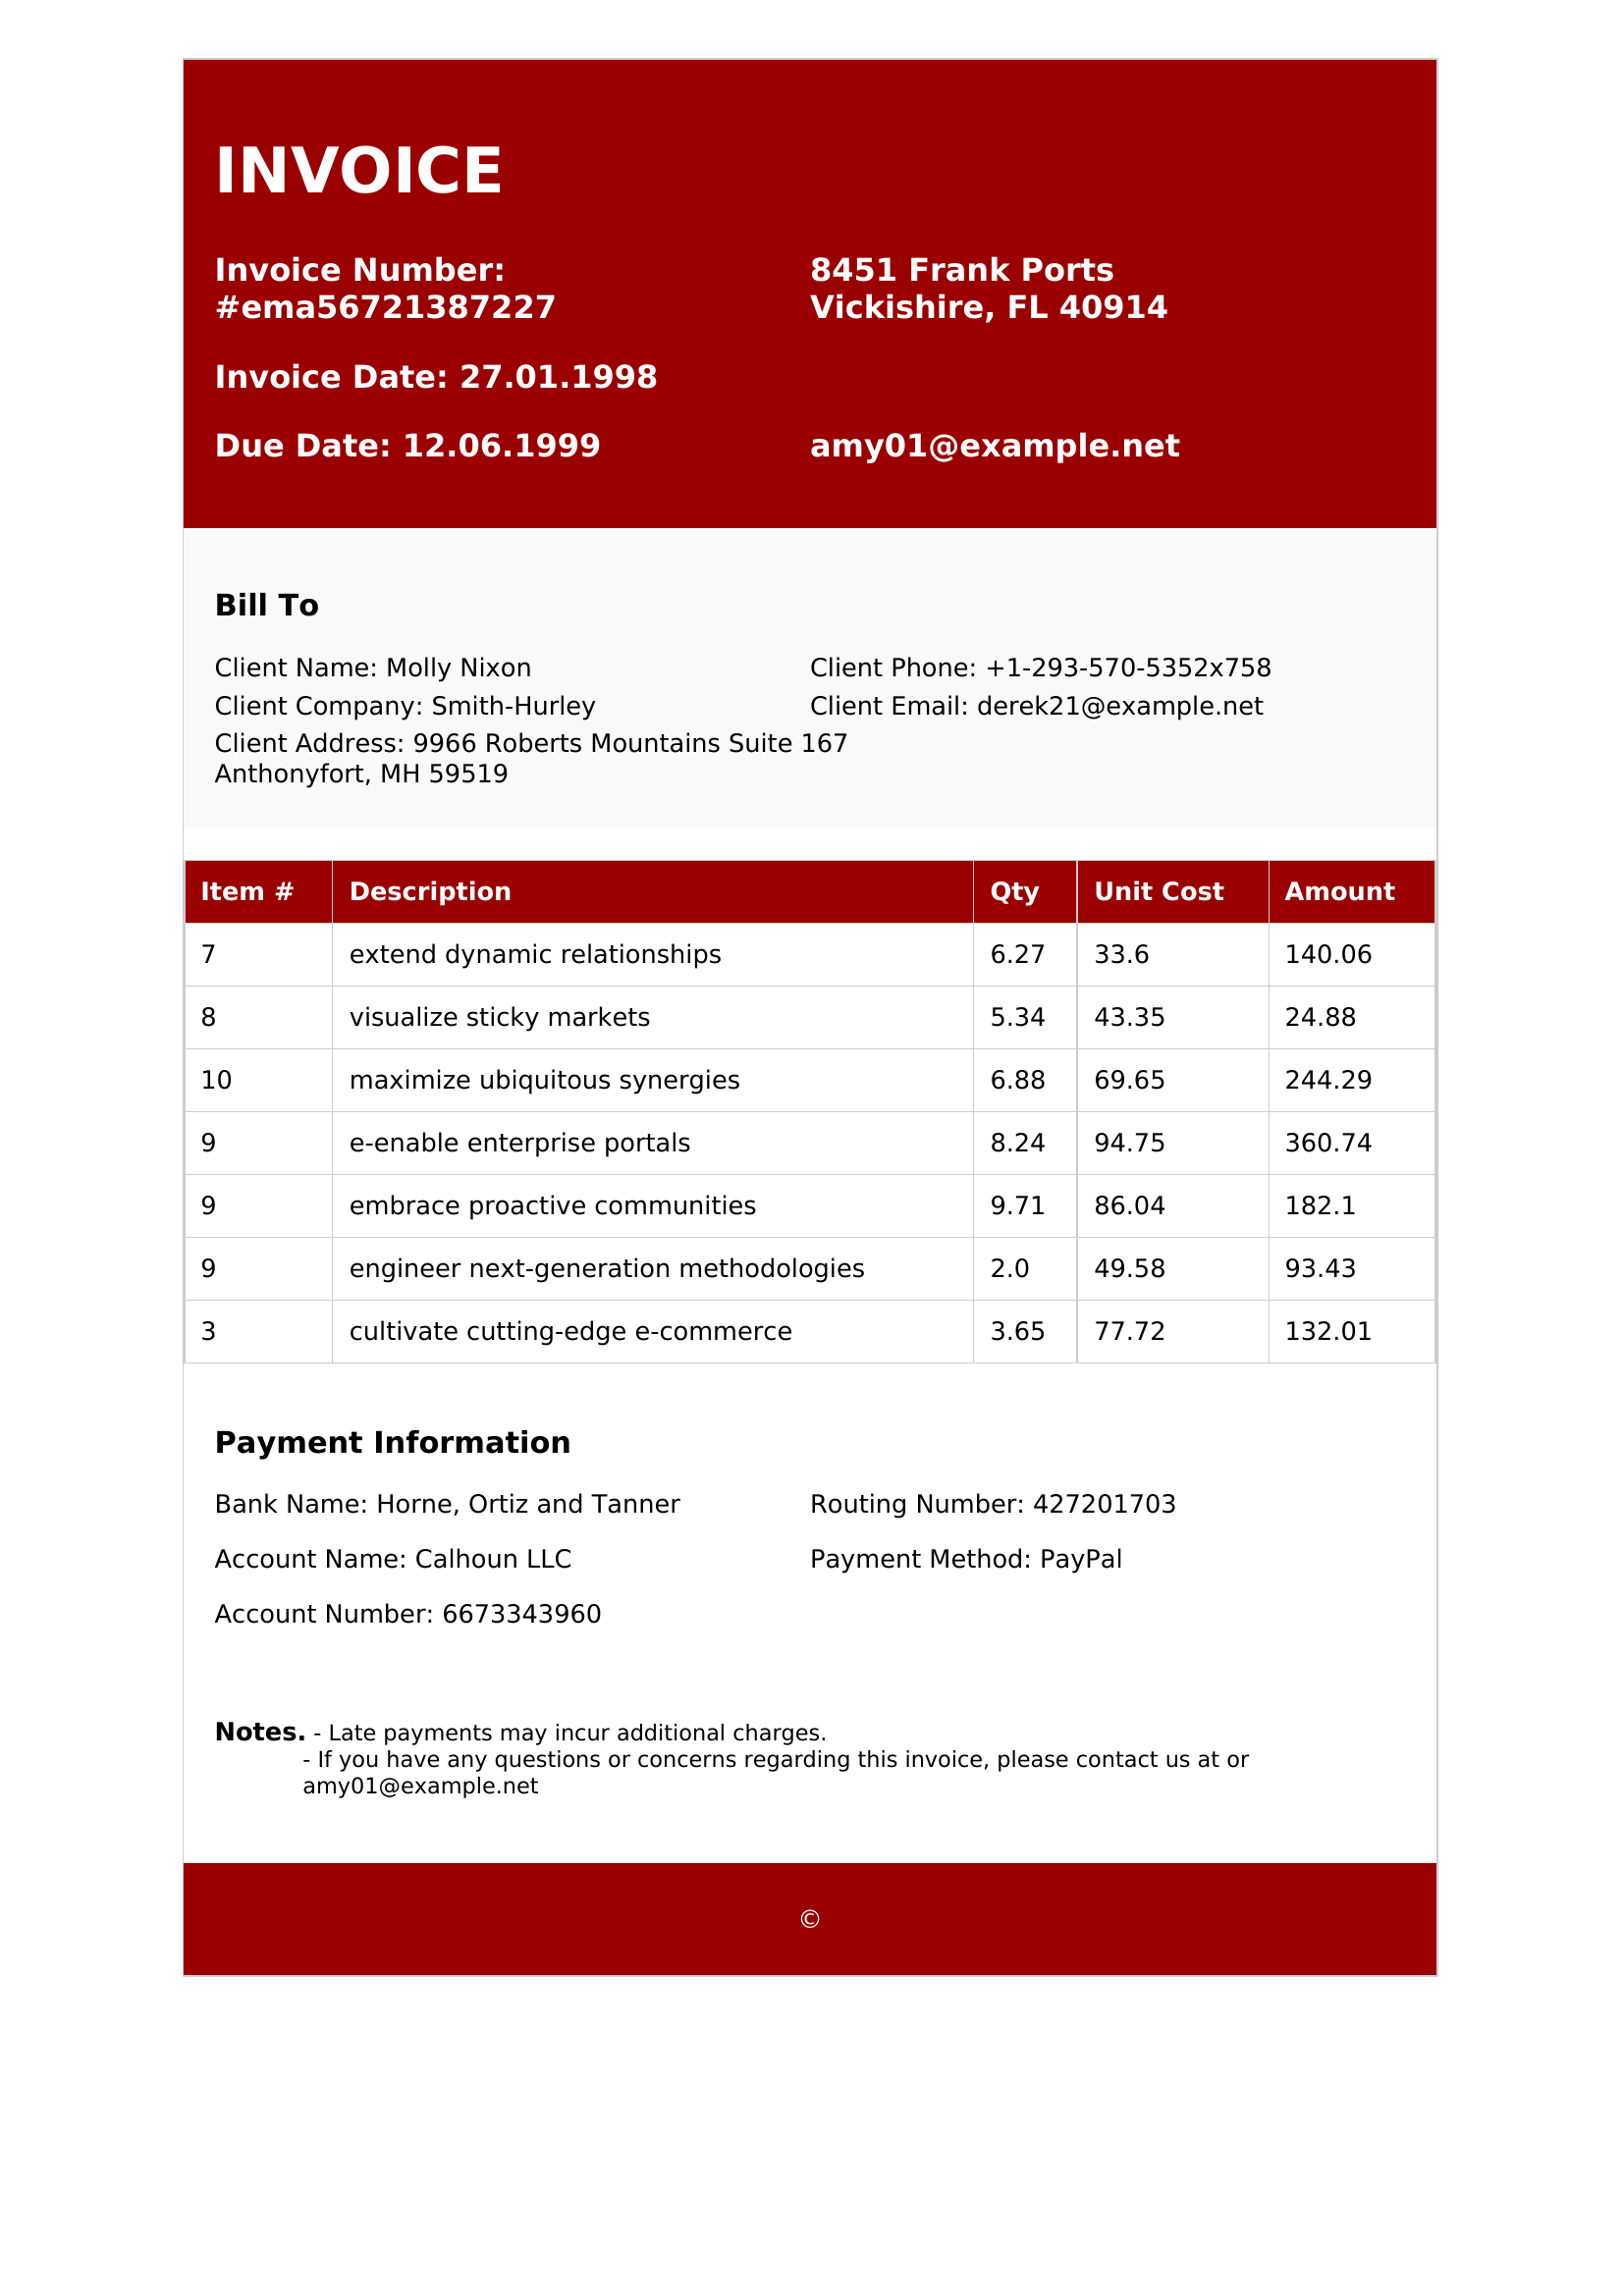 INVOICE
Invoice Number:
#ema56721387227
8451 Frank Ports
Vickishire, FL 40914
Invoice Date: 27.01.1998
Due Date: 12.06.1999
amy01@example.net
Bill To
Client Name: Molly Nixon
Client Phone: +1-293-570-5352x758
Client Company: Smith-Hurley
Client Email: derek21@example.net
Client Address: 9966 Roberts Mountains Suite 167
Anthonyfort, MH 59519
Item # Description Qty Unit Cost Amount
7 extend dynamic relationships 6.27 33.6 140.06
8 visualize sticky markets 5.34 43.35 24.88
10 maximize ubiquitous synergies 6.88 69.65 244.29
9 e-enable enterprise portals 8.24 94.75 360.74
9 embrace proactive communities 9.71 86.04 182.1
9 engineer next-generation methodologies 2.0 49.58 93.43
3 cultivate cutting-edge e-commerce 3.65 77.72 132.01
Payment Information
Bank Name: Horne, Ortiz and Tanner
Routing Number: 427201703
Account Name: Calhoun LLC
Payment Method: PayPal
Account Number: 6673343960
Notes. - Late payments may incur additional charges.
- If you have any questions or concerns regarding this invoice, please contact us at or
amy01@example.net
©